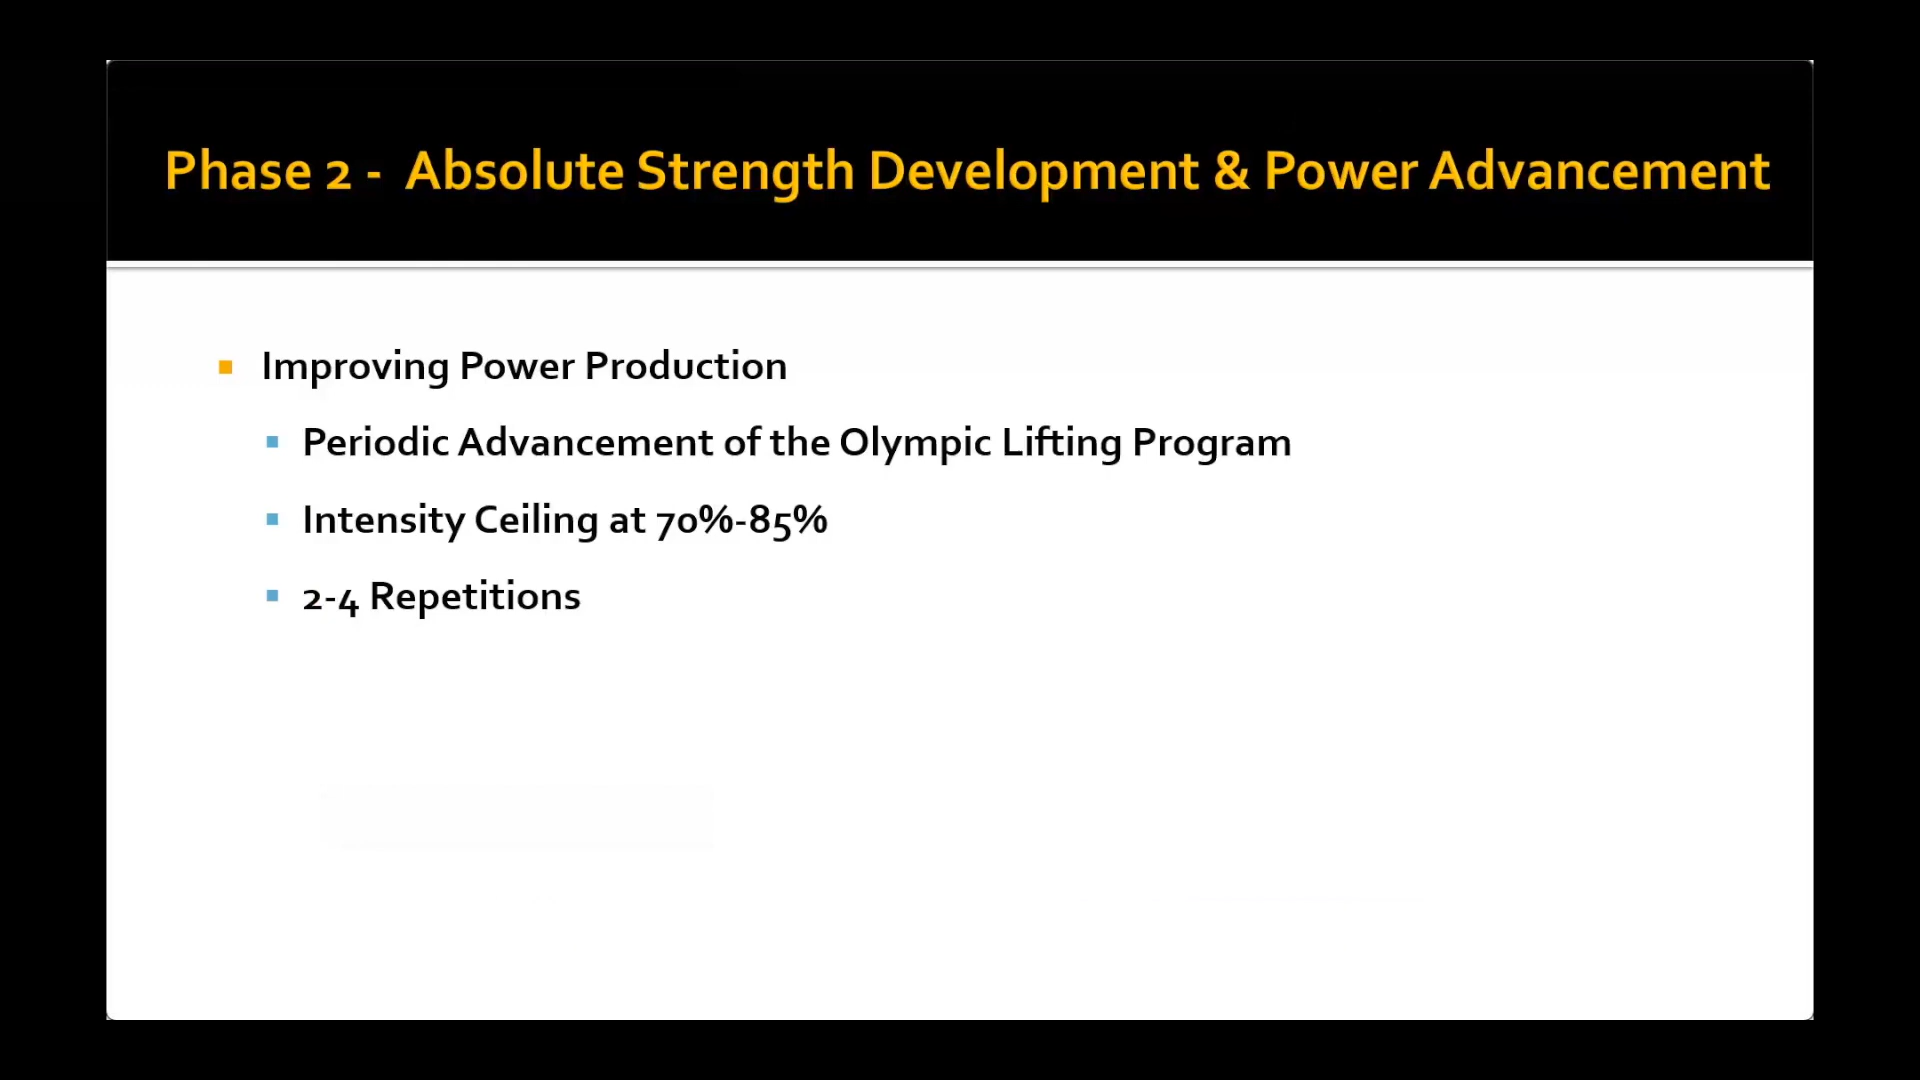 Phase 2 - Absolute Strength Development & Power Advancement
Improving Power Production
Periodic Advancement of the Olympic Lifting Program
Intensity Ceiling at 70%-85%
2-4 Repetitions